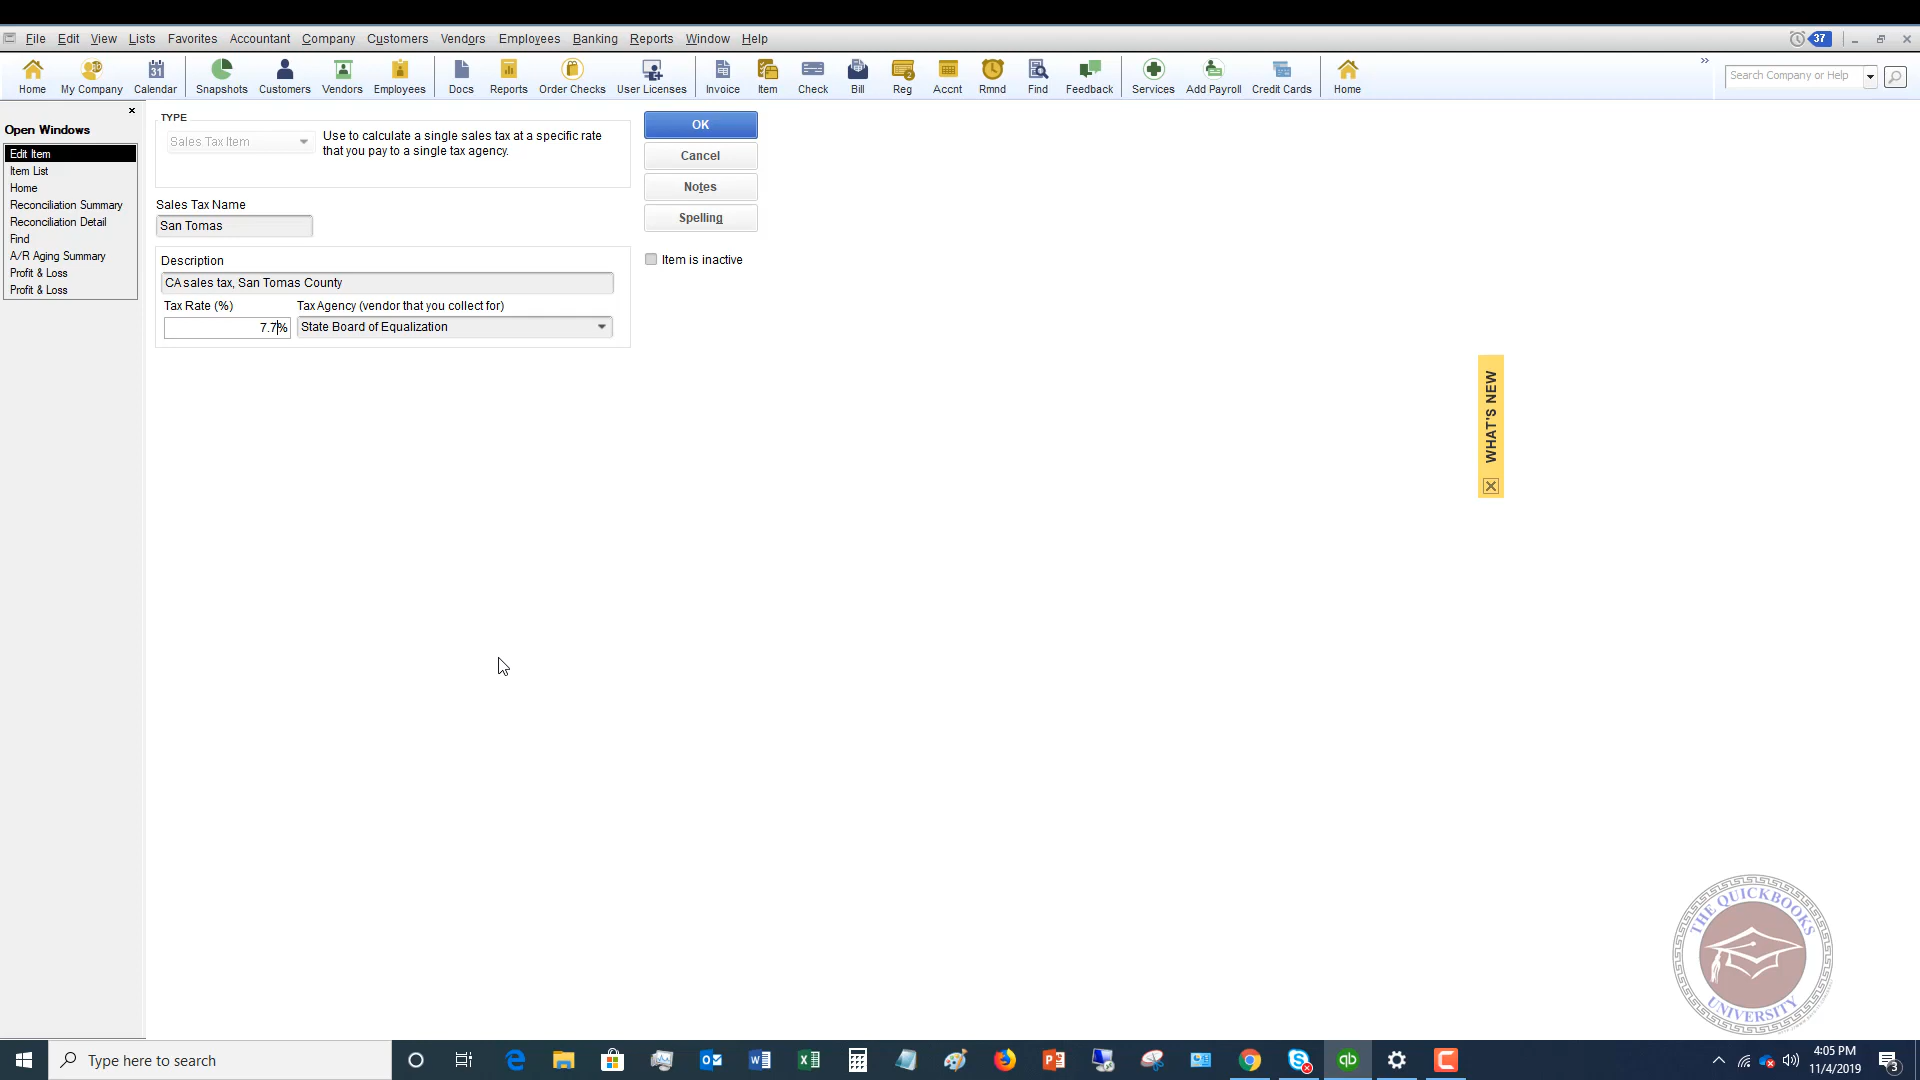 File Edit View Lists Favorites Accountant Company Customers Vendors Employees Banking Reports Window Help
37
31
Home My Company Calendar Snapshots Customers Vendors Employees Docs Reports Order Checks User Licenses Invoice Item Check Bill Reg Accnt Rmnd Find Feedback Services Add Payroll Credit Cards Home
»
Search Company or Help
Open Windows
Edit Item
Item List
Home
Reconciliation Summary
Reconciliation Detail
Find
A/R Aging Summary
Profit & Loss
Profit & Loss
TYPE
Sales Tax Item
Use to calculate a single sales tax at a specific rate
that you pay to a single tax agency.
Sales Tax Name
San Tomas
Description
CA sales tax, San Tomas County
Tax Rate (%)
Tax Agency (vendor that you collect for)
7.7%
State Board of Equalization
OK
Cancel
Notes
Spelling
Item is inactive
WHAT'S NEW
THE QUICKBOOKS
UNIVERSITY
Type here to search
qb
4:05 PM
11/4/2019
3